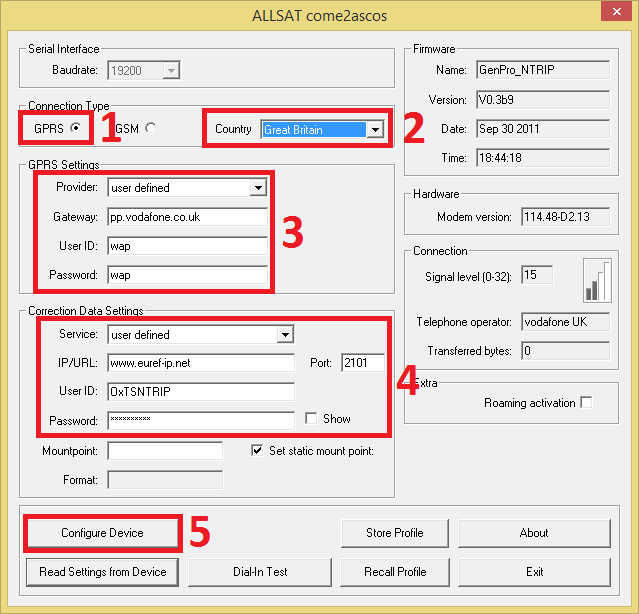 ALLSAT come2ascos
Serial Interface
Baudrate: 19200
Connection Type
GPRS GSM 1 Country Great Britain 2
GPRS Settings
Provider: user defined
Gateway: pp.vodafone.co.uk
User ID: wap
Password: wap
3
Correction Data Settings
Service: user defined
IP/URL: www.euref-ip.net Port: 2101
User ID: OxTSNTRIP
Password: ********** Show
4
Mountpoint: Set static mount point:
Format:
Firmware
Name: GenPro_NTRIP
Version: V0.3b9
Date: Sep 30 2011
Time: 18:44:18
Hardware
Modem version: 114.48-D2.13
Connection
Signal level (0-32): 15
Telephone operator: vodafone UK
Transferred bytes: 0
Extra
Roaming activation
Configure Device 5 Store Profile About
Read Settings from Device Dial-In Test Recall Profile Exit